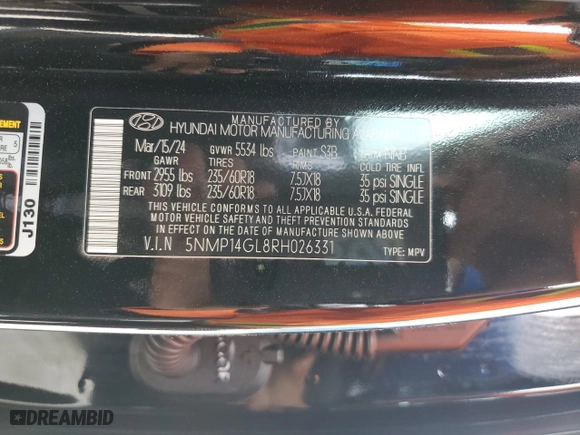 MANUFACTURED BY
HYUNDAI MOTOR MANUFACTURING
Mar/15/24 GVWR 5534 lbs PAINT S3B
GAWR TIRES COLD TIRE INFL
FRONT 2955 lbs 235/60R18 7.5JX18 35 psi SINGLE
REAR 3109 lbs 235/60R18 7.5JX18 35 psi SINGLE
THIS VEHICLE CONFORMS TO ALL APPLICABLE U.S.A. FEDERAL
MOTOR VEHICLE SAFETY AND THEFT PREVENTION STANDARDS
IN EFFECT ON THE DATE OF MANUFACTURE SHOWN ABOVE.
V.I.N 5NMP14GL8RH026331 TYPE: MPV
5
J130
DREAMBID